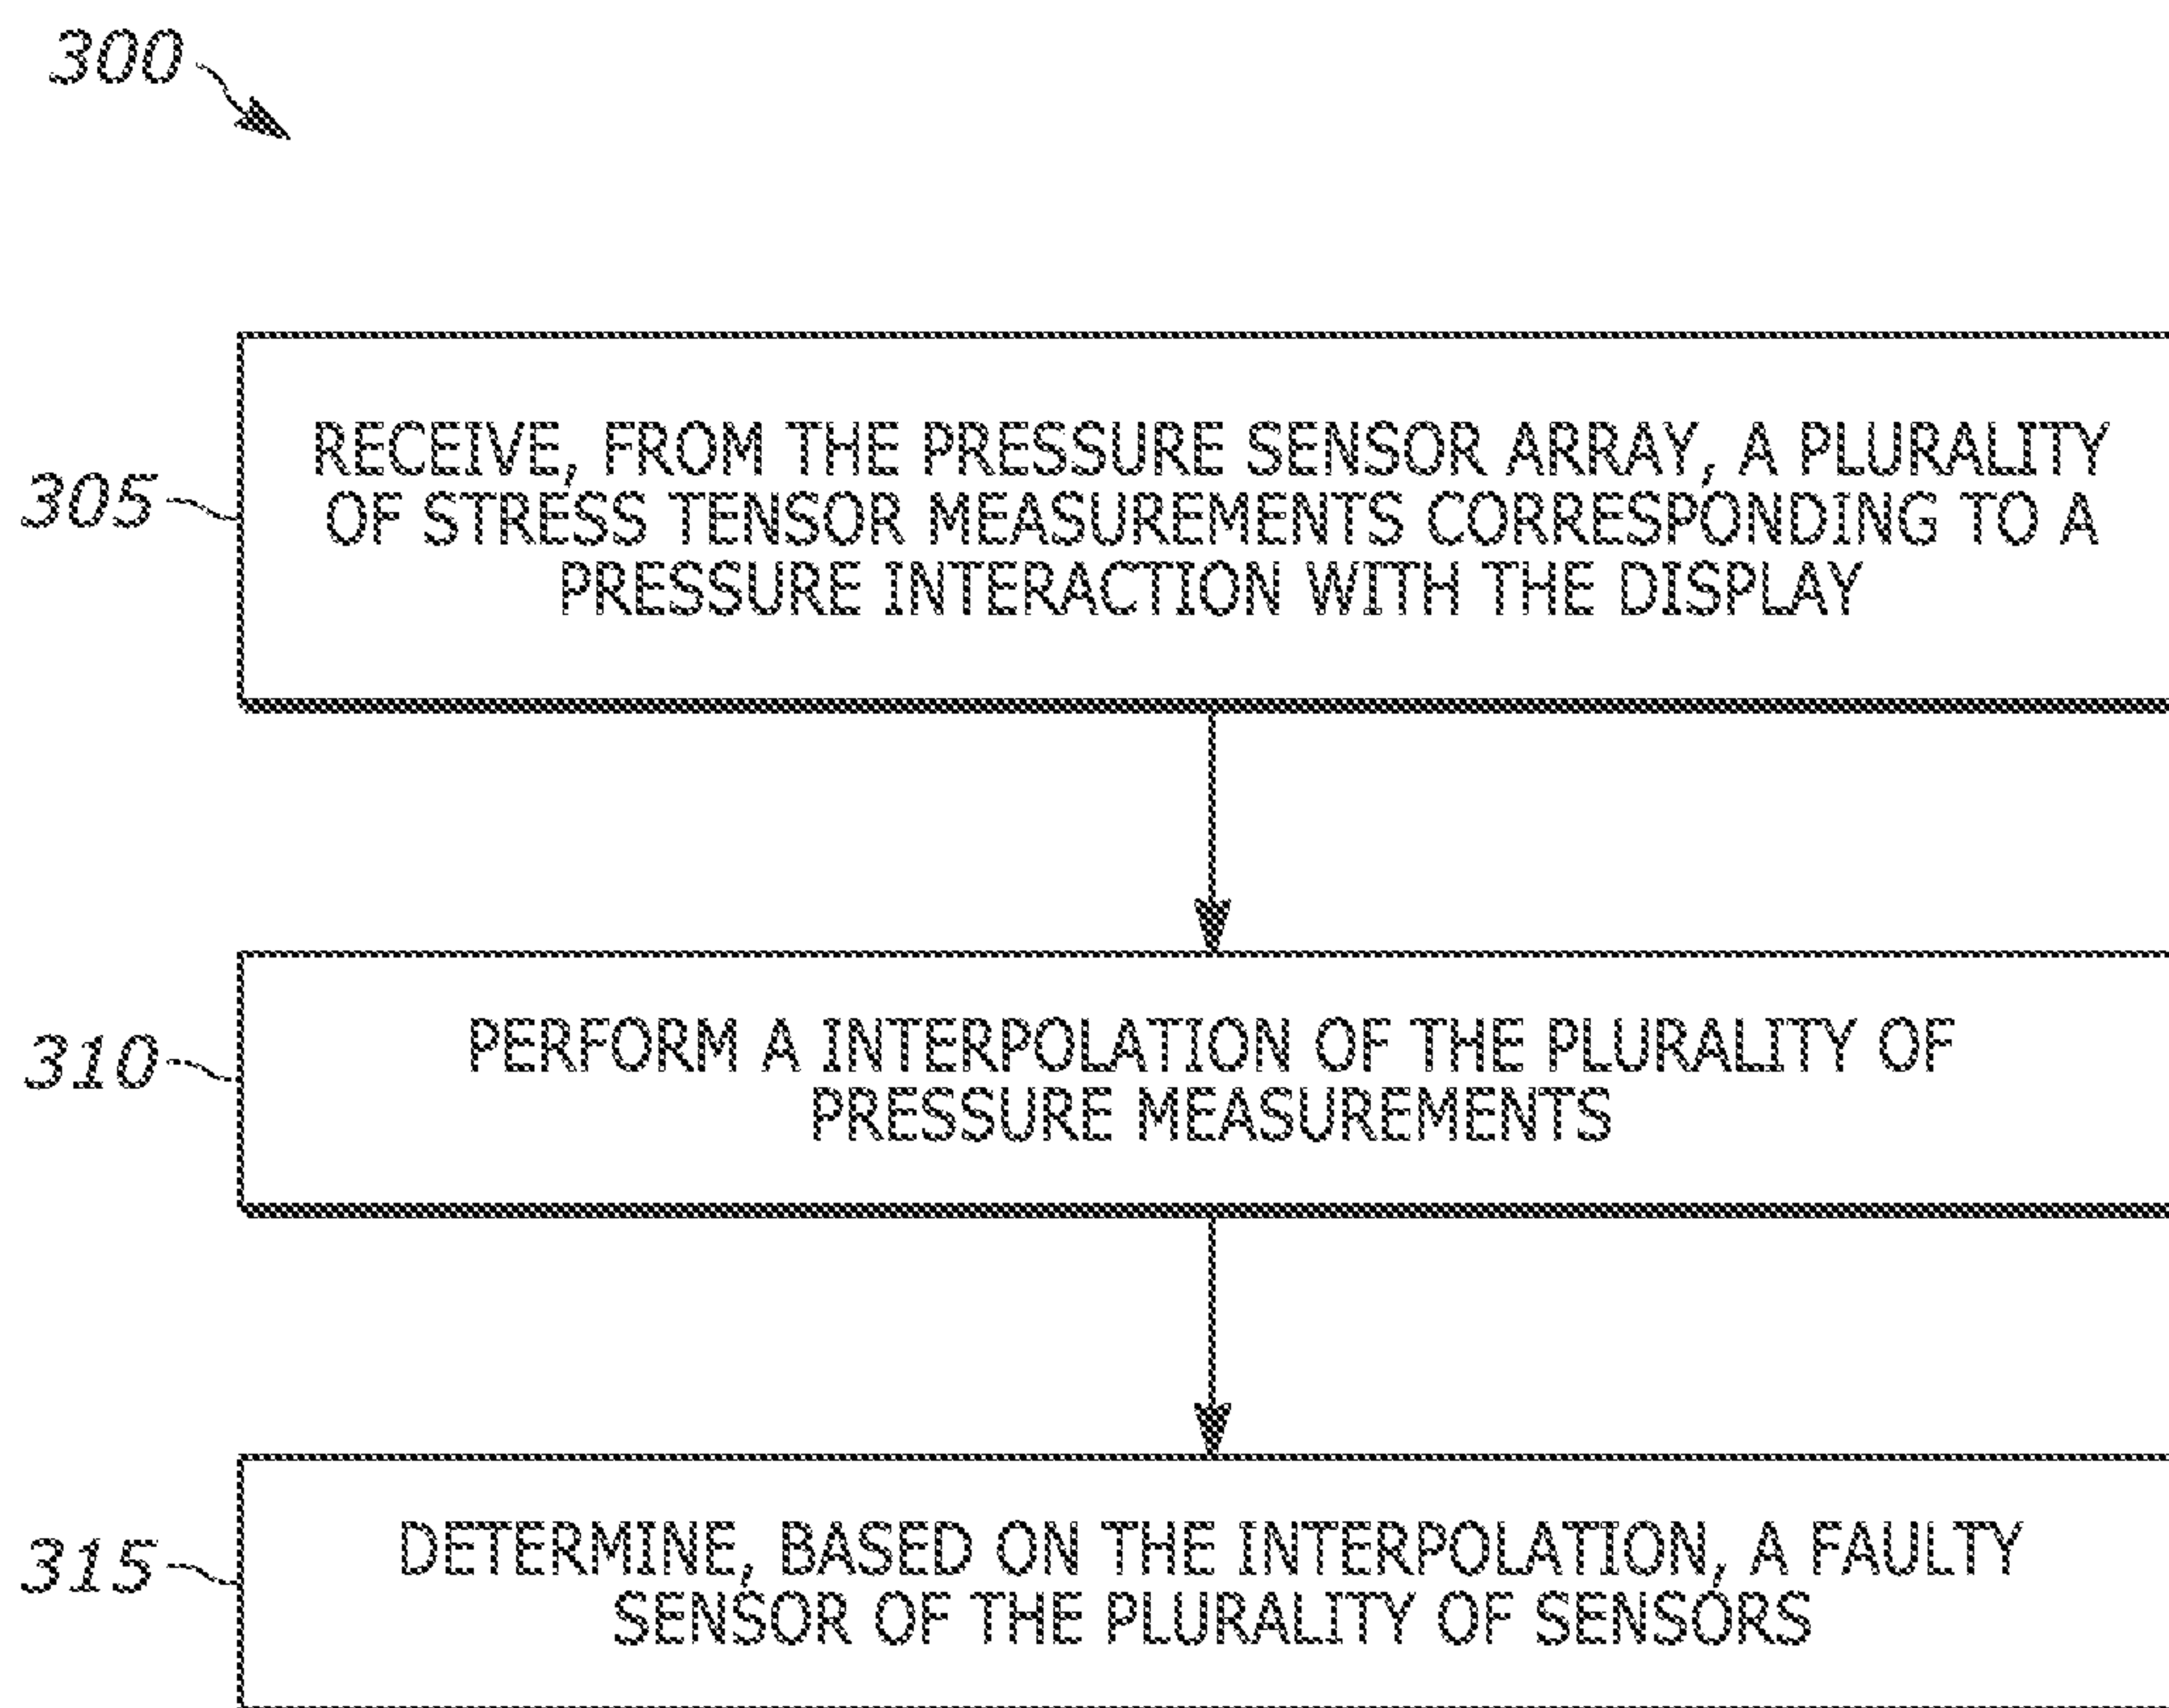 300
305
RECEIVE, FROM THE PRESSURE SENSOR ARRAY, A PLURALITY
OF STRESS TENSOR MEASUREMENTS CORRESPONDING TO A
PRESSURE INTERACTION WITH THE DISPLAY
310
PERFORM A INTERPOLATION OF THE PLURALITY OF
PRESSURE MEASUREMENTS
315
DETERMINE, BASED ON THE INTERPOLATION, A FAULTY
SENSOR OF THE PLURALITY OF SENSORS